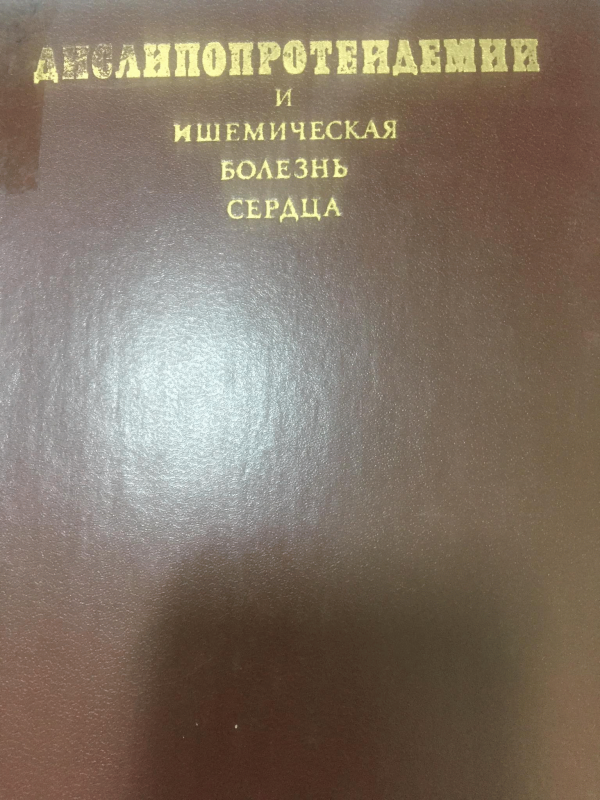 ДИСЛИПОПРОТЕИДЕМИИ
И
ИШЕМИЧЕСКАЯ
БОЛЕЗНЬ
СЕРДЦА